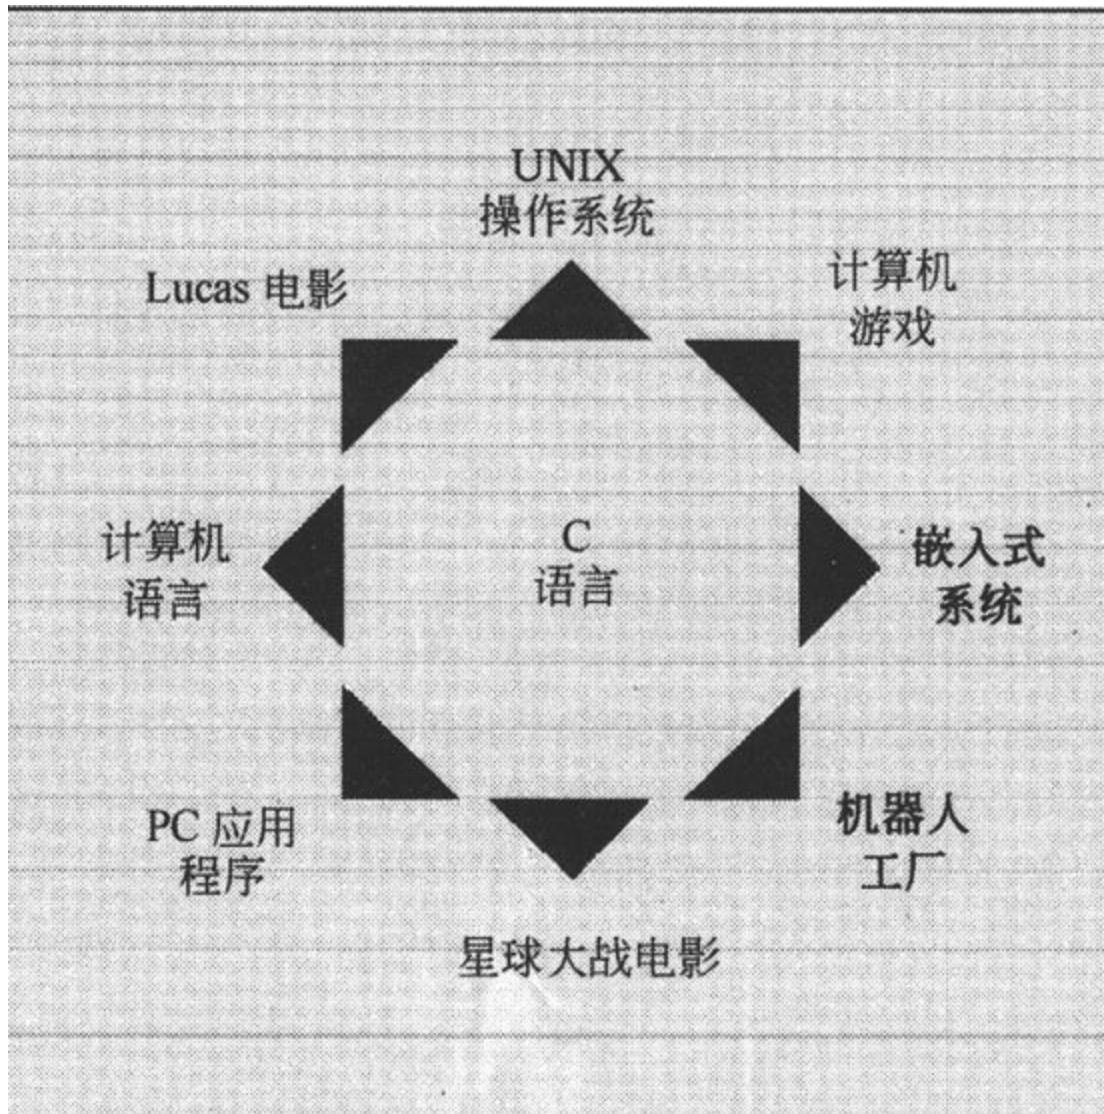 UNIX
操作系统
Lucas 电影
计算机
游戏
计算机
语言
C
语言
嵌入式
系统
PC 应用
程序
机器人
工厂
星球大战电影